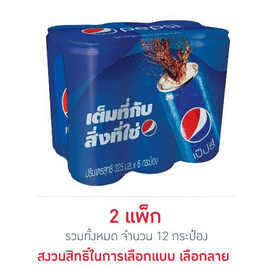 pepsi
เต็มที่กับ
สิ่งที่ใช่
ปริมาตรสุทธิ 325 มล. x 6 กระป๋อง
เป๊ปซี่
2 แพ็ก
รวมทั้งหมด จำนวน 12 กระป๋อง
สงวนสิทธิ์ในการเลือกแบบ เลือกลาย